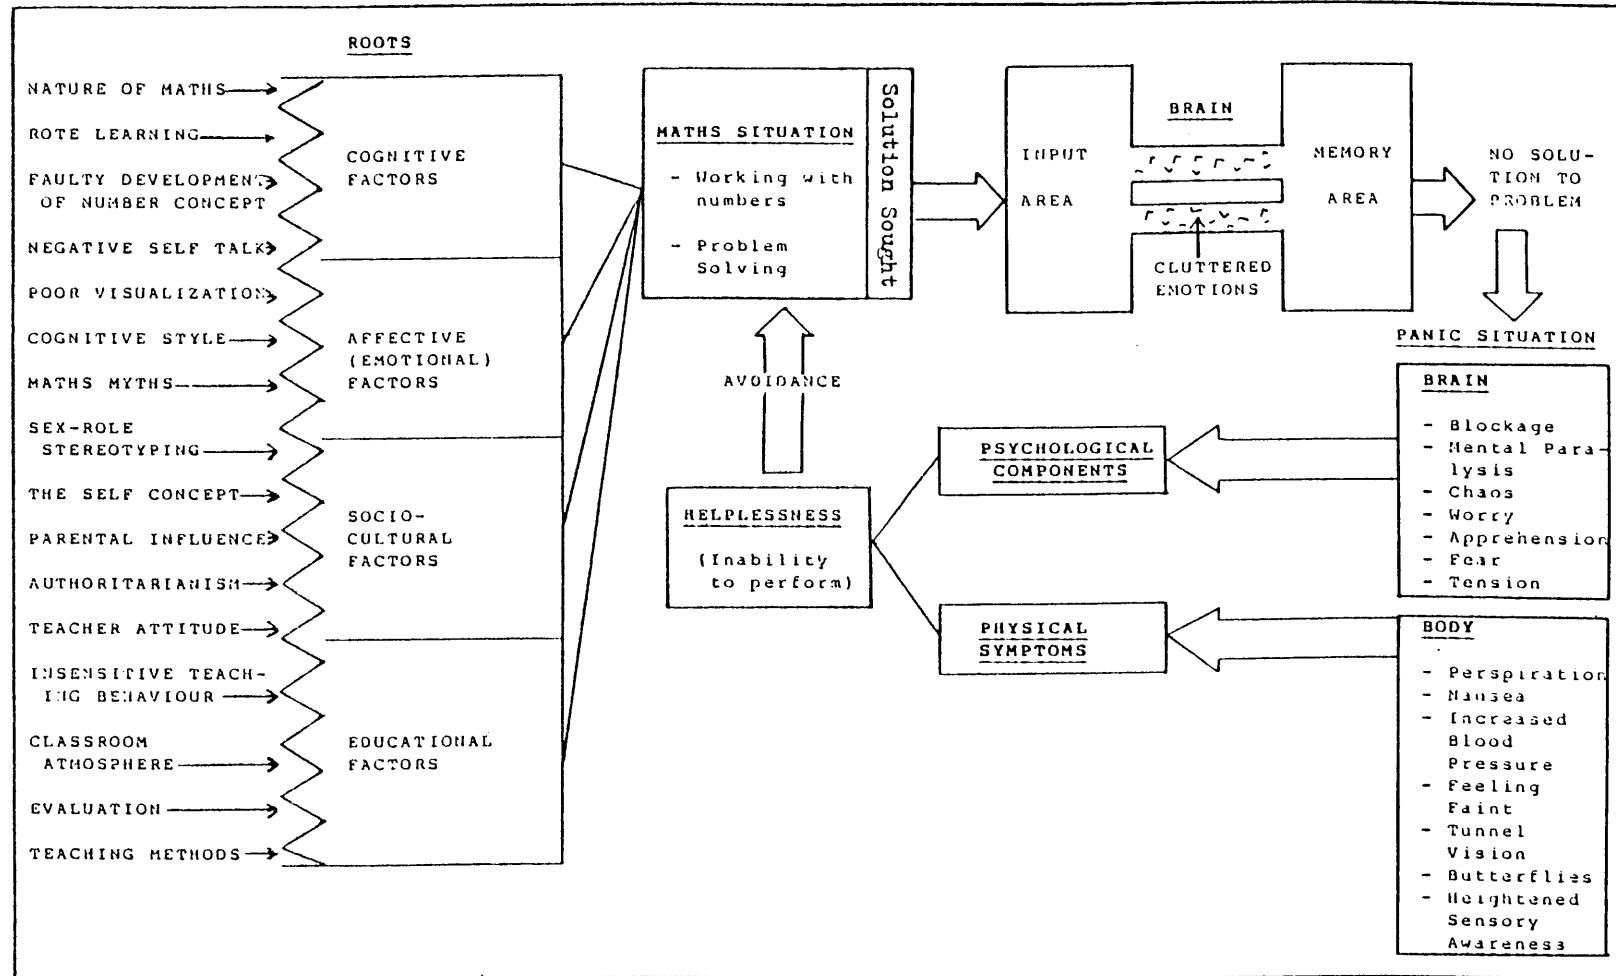 ROOTS
NATURE OF MATHS
ROTE LEARNING
FAULTY DEVELOPMENT
OF NUMBER CONCEPT
NEGATIVE SELF TALK
POOR VISUALIZATION
COGNITIVE STYLE
MATHS MYTHS
SEX-ROLE
STEREOTYPING
THE SELF CONCEPT
PARENTAL INFLUENCE
AUTHORITARIANISM
TEACHER ATTITUDE
INSENSITIVE TEACH-
ING BEHAVIOUR
CLASSROOM
ATMOSPHERE
EVALUATION
TEACHING METHODS
COGNITIVE
FACTORS
AFFECTIVE
(EMOTIONAL)
FACTORS
SOCIO-
CULTURAL
FACTORS
EDUCATIONAL
FACTORS
MATHS SITUATION
- Working with
numbers
- Problem
Solving
Solution Sought
INPUT
AREA
BRAIN
CLUTTERED
EMOTIONS
MEMORY
AREA
NO SOLU-
TION TO
PROBLEM
PANIC SITUATION
BRAIN
- Blockage
- Mental Para-
lysis
- Chaos
- Worry
- Apprehension
- Fear
- Tension
BODY
- Perspiration
- Nausea
- Increased
Blood
Pressure
- Feeling
Faint
- Tunnel
Vision
- Butterflies
- Heightened
Sensory
Awareness
PSYCHOLOGICAL
COMPONENTS
PHYSICAL
SYMPTOMS
HELPLESSNESS
(Inability
to perform)
AVOIDANCE